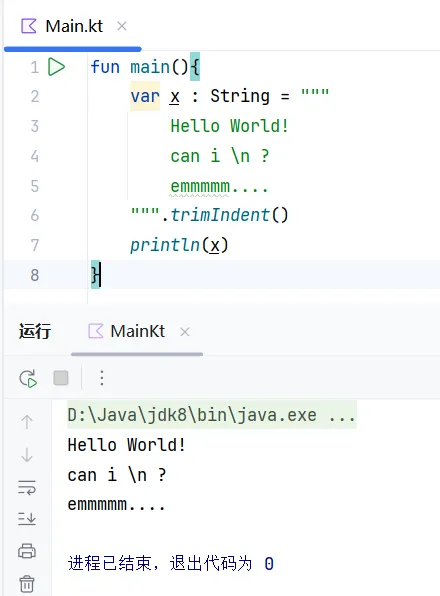 Main.kt
1 fun main(){
2 var x : String = """
3 Hello World!
4 can i \n ?
5 emmmmm....
6 """.trimIndent()
7 println(x)
8 }
运行 MainKt
D:\Java\jdk8\bin\java.exe ...
Hello World!
can i \n ?
emmmmm....
进程已结束，退出代码为 0